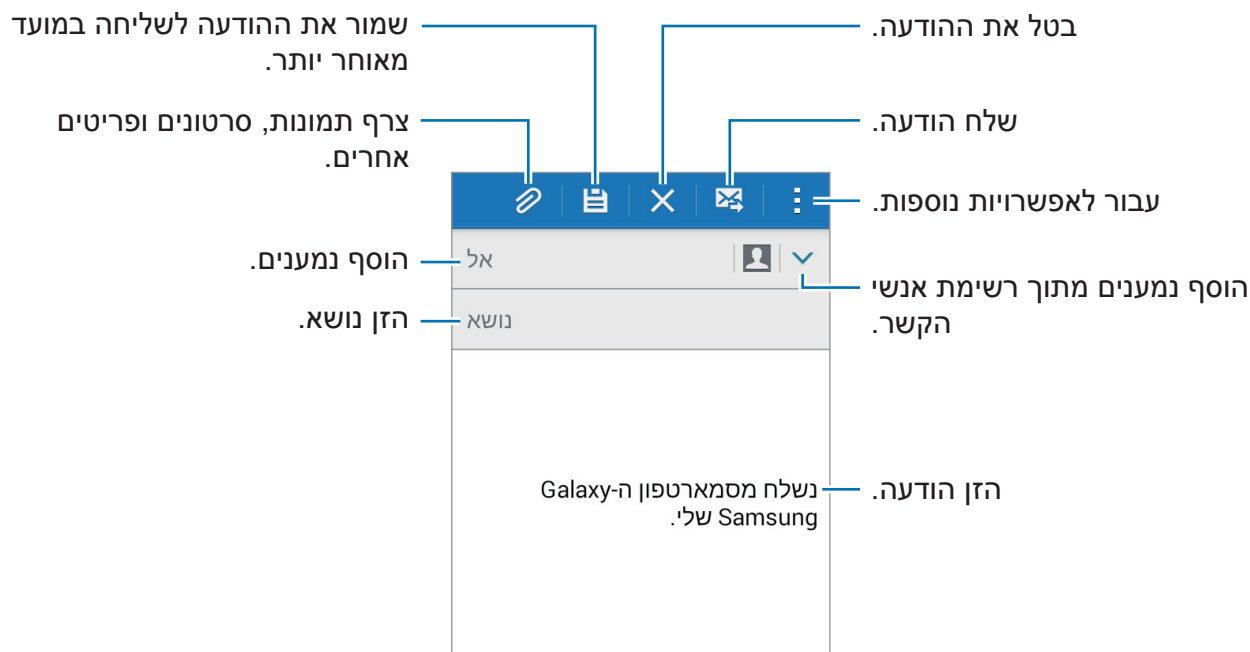 שמור את ההודעה לשליחה במועד
מאוחר יותר.
בטל את ההודעה.
צרף תמונות, סרטונים ופריטים
אחרים.
שלח הודעה.
עבור לאפשרויות נוספות.
הוסף נמענים.
אל
הוסף נמענים מתוך רשימת אנשי
הקשר.
הזן נושא.
נושא
נשלח מסמארטפון ה-Galaxy
Samsung שלי.
הזן הודעה.